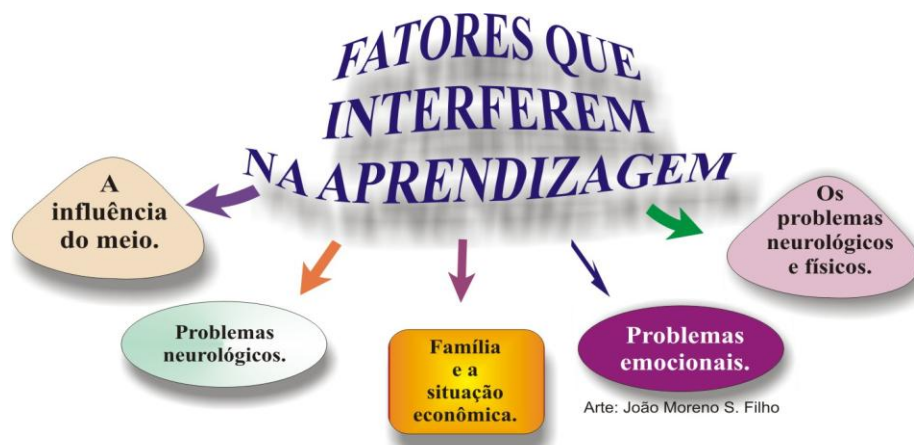 FATORES QUE
INTERFEREM
NA APRENDIZAGEM
A
influência
do meio.
Problemas
neurológicos.
Família
e a
situação
econômica.
Problemas
emocionais.
Os
problemas
neurológicos
e físicos.
Arte: João Moreno S. Filho